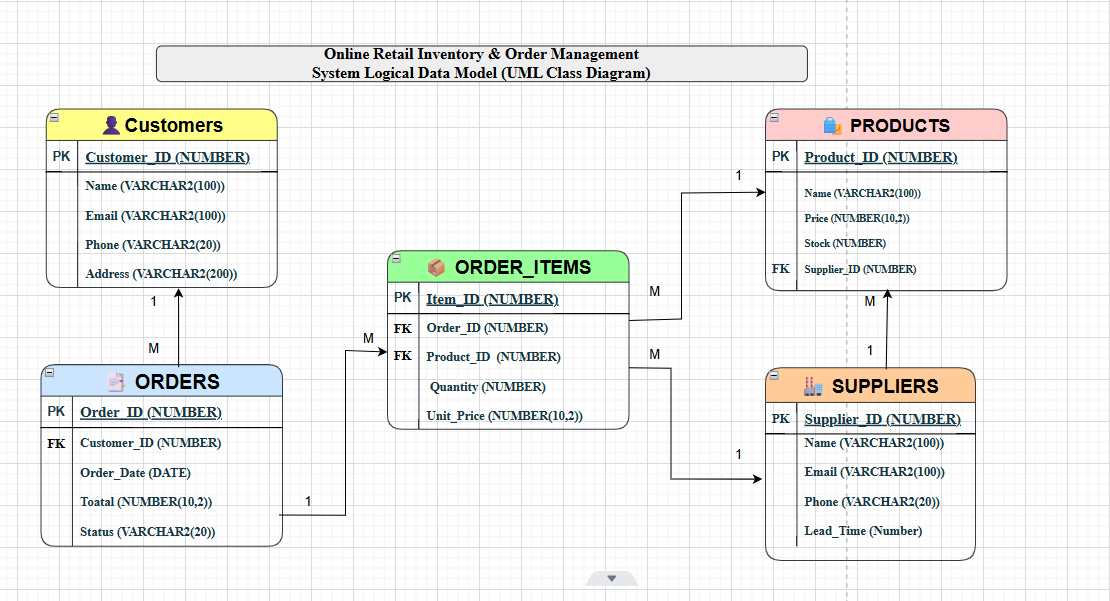 Online Retail Inventory & Order Management
System Logical Data Model (UML Class Diagram)
Customers
PK Customer_ID (NUMBER)
Name (VARCHAR2(100))
Email (VARCHAR2(100))
Phone (VARCHAR2(20))
Address (VARCHAR2(200))
1
M
ORDERS
PK Order_ID (NUMBER)
FK Customer_ID (NUMBER)
Order_Date (DATE)
Toatal (NUMBER(10,2))
Status (VARCHAR2(20))
1
M
ORDER_ITEMS
PK Item_ID (NUMBER)
FK Order_ID (NUMBER)
FK Product_ID (NUMBER)
Quantity (NUMBER)
Unit_Price (NUMBER(10,2))
M
1
M
1
PRODUCTS
PK Product_ID (NUMBER)
Name (VARCHAR2(100))
Price (NUMBER(10,2))
Stock (NUMBER)
FK Supplier_ID (NUMBER)
M
1
SUPPLIERS
PK Supplier_ID (NUMBER)
Name (VARCHAR2(100))
Email (VARCHAR2(100))
Phone (VARCHAR2(20))
Lead_Time (Number)